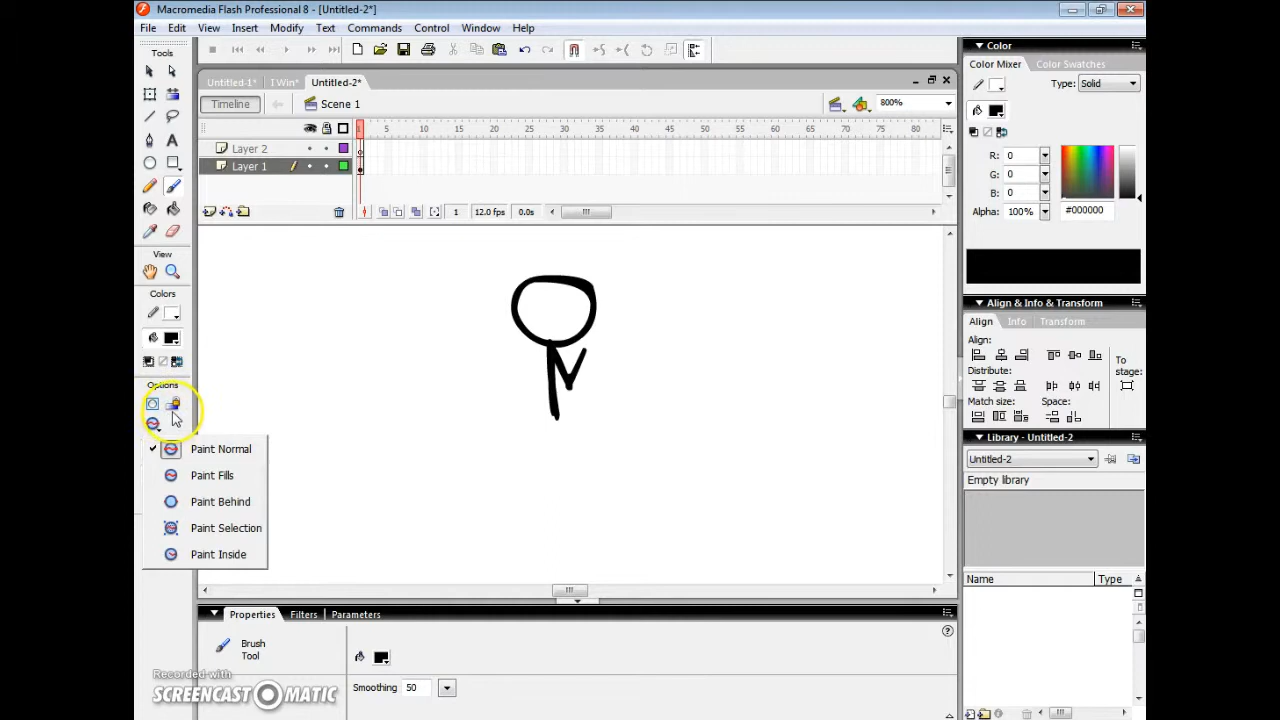 Macromedia Flash Professional 8 - [Untitled-2*]
File Edit View Insert Modify Text Commands Control Window Help
Tools
Untitled-1* T Win* Untitled-2*
Timeline Scene 1 800%
1 5 10 15 20 25 30 35 40 45 50 55 60 65 70 75 80
Layer 2
Layer 1
1 12.0 fps 0.0s
View
Colors
Options
Paint Normal
Paint Fills
Paint Behind
Paint Selection
Paint Inside
Properties Filters Parameters
Brush
Tool
Smoothing 50
Color
Color Mixer Color Swatches
Type: Solid
R: 0
G: 0
B: 0
Alpha: 100% #000000
Align & Info & Transform
Align Info Transform
Align:
To
stage:
Distribute:
Match size: Space:
Library - Untitled-2
Untitled-2
Empty library
Name Type
Recorded with
SCREENCAST-O-MATIC